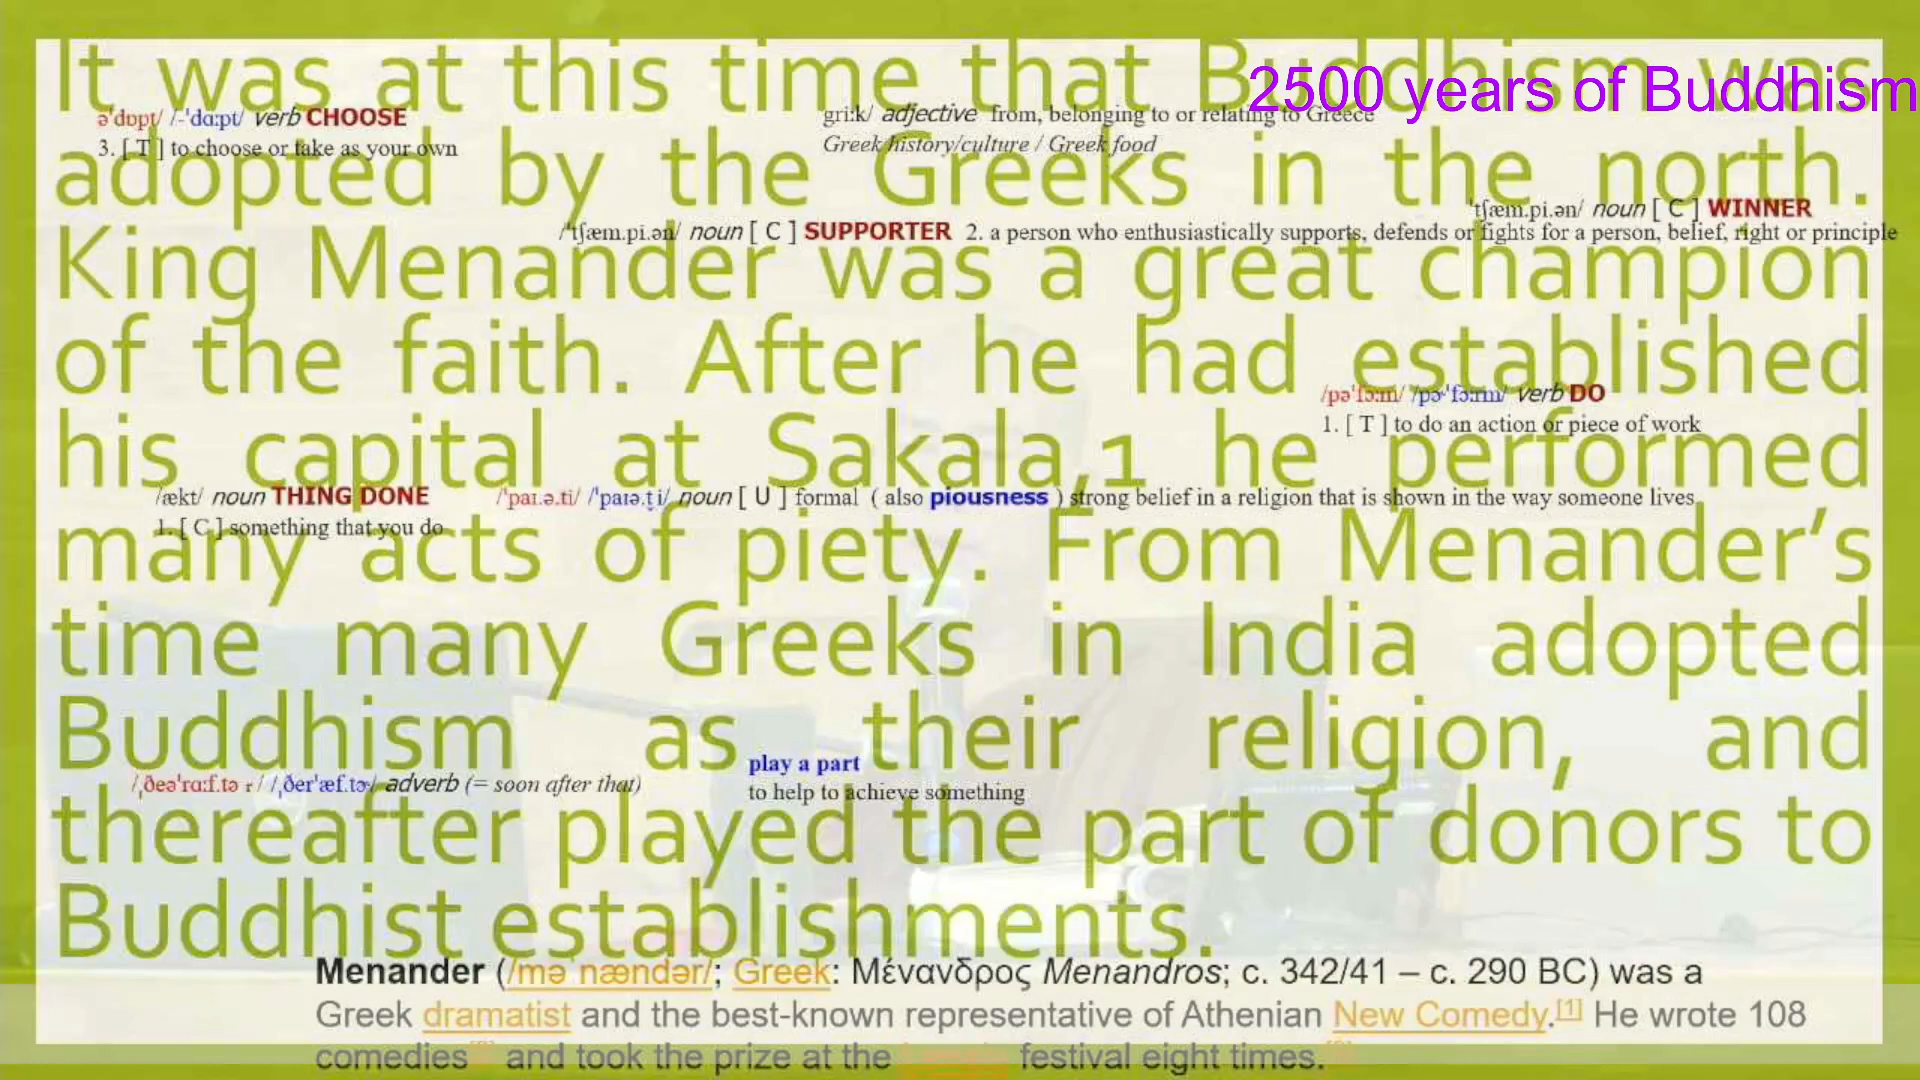 It was at this time that Buddhism was
2500 years of Buddhism
ə'dɒpt/ /-'dɑ:pt/ verb CHOOSE
3. [ T ] to choose or take as your own
gri:k/ adjective from, belonging to or relating to Greece
Greek history/culture / Greek food
adopted by the Greeks in the north.
'tʃæm.pi.ən/ noun [ C ] WINNER
/'tʃæm.pi.ən/ noun [ C ] SUPPORTER 2. a person who enthusiastically supports, defends or fights for a person, belief, right or principle
King Menander was a great champion
of the faith. After he had established
/pə'fɔ:m/ /pɚ'fɔ:rm/ verb DO
1. [ T ] to do an action or piece of work
his capital at Sakala,1 he performed
/ækt/ noun THING DONE
1. [ C ] something that you do
/'paɪ.ə.ti/ /'paɪə.t̬i/ noun [ U ] formal ( also piousness ) strong belief in a religion that is shown in the way someone lives
many acts of piety. From Menander's
time many Greeks in India adopted
Buddhism as their religion, and
/ˌðeə'rɑ:f.tə r / /ˌðer'æf.tɚ/ adverb (= soon after that)
play a part
to help to achieve something
thereafter played the part of donors to
Buddhist establishments.
Menander (/məˈnændər/; Greek: Μένανδρος Menandros; c. 342/41 – c. 290 BC) was a
Greek dramatist and the best-known representative of Athenian New Comedy.[1] He wrote 108
comedies and took the prize at the festival eight times.